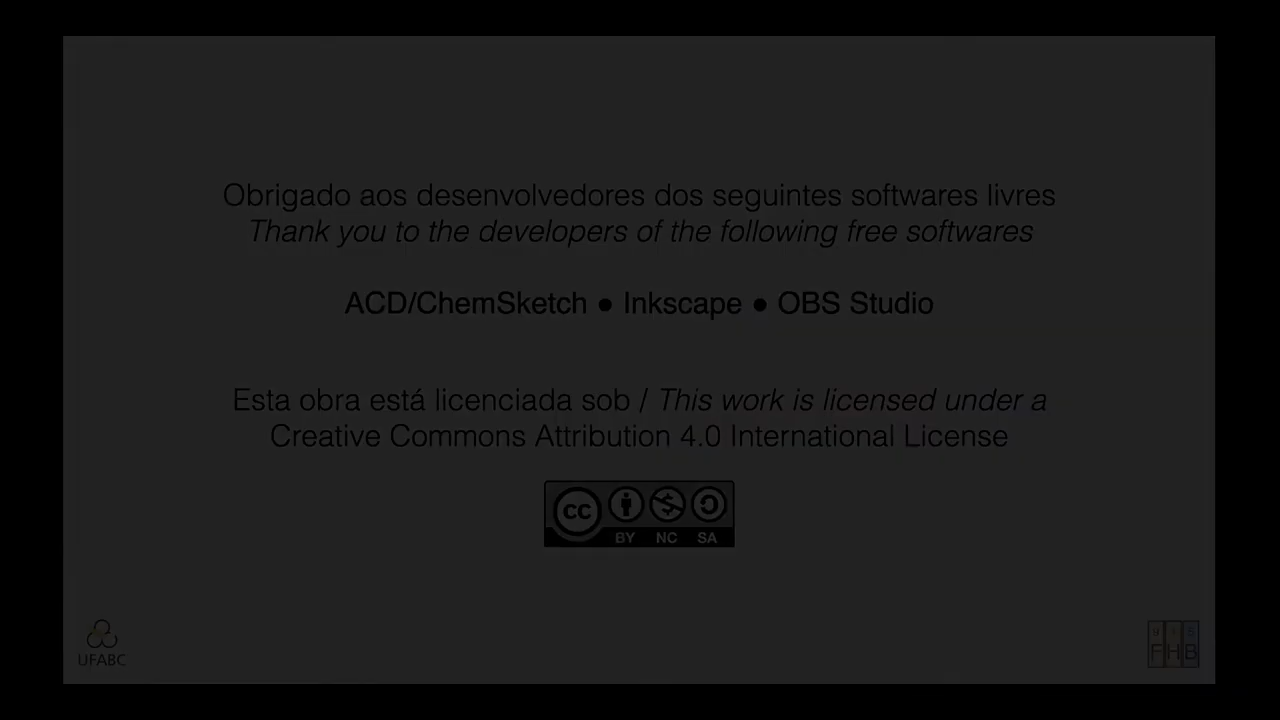 Obrigado aos desenvolvedores dos seguintes softwares livres
Thank you to the developers of the following free softwares
ACD/ChemSketch ● Inkscape ● OBS Studio
Esta obra está licenciada sob / This work is licensed under a
Creative Commons Attribution 4.0 International License
cc
BY NC SA
UFABC
FHB